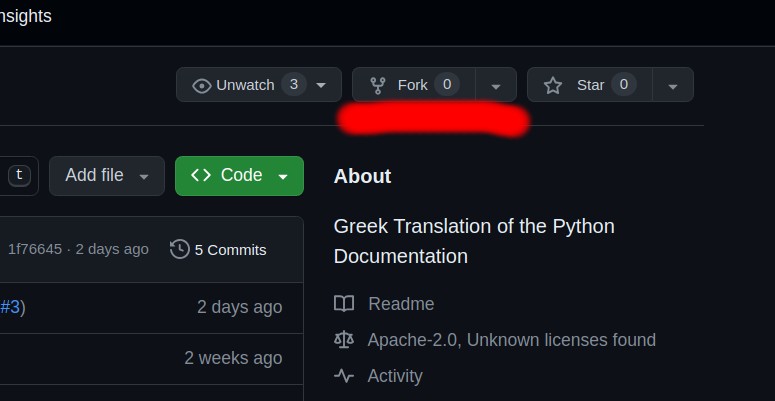 nsights
Unwatch 3 Fork 0 Star 0
t Add file Code
About
Greek Translation of the Python
Documentation
1f76645 · 2 days ago 5 Commits
Readme
#3) 2 days ago
Apache-2.0, Unknown licenses found
2 weeks ago
Activity